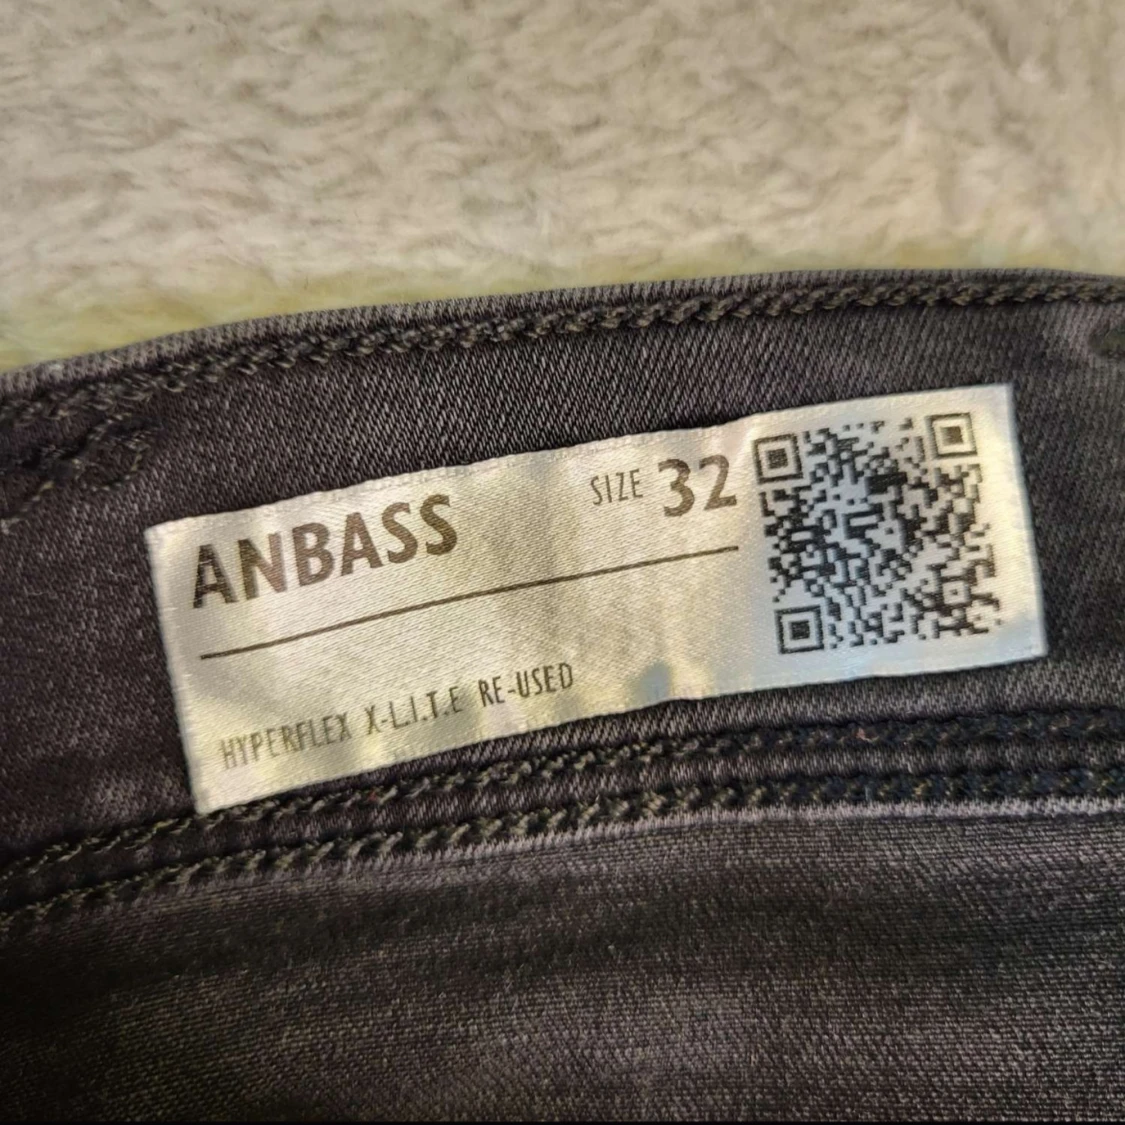 ANBASS SIZE 32
HYPERFLEX X-L.I.T.E RE-USED